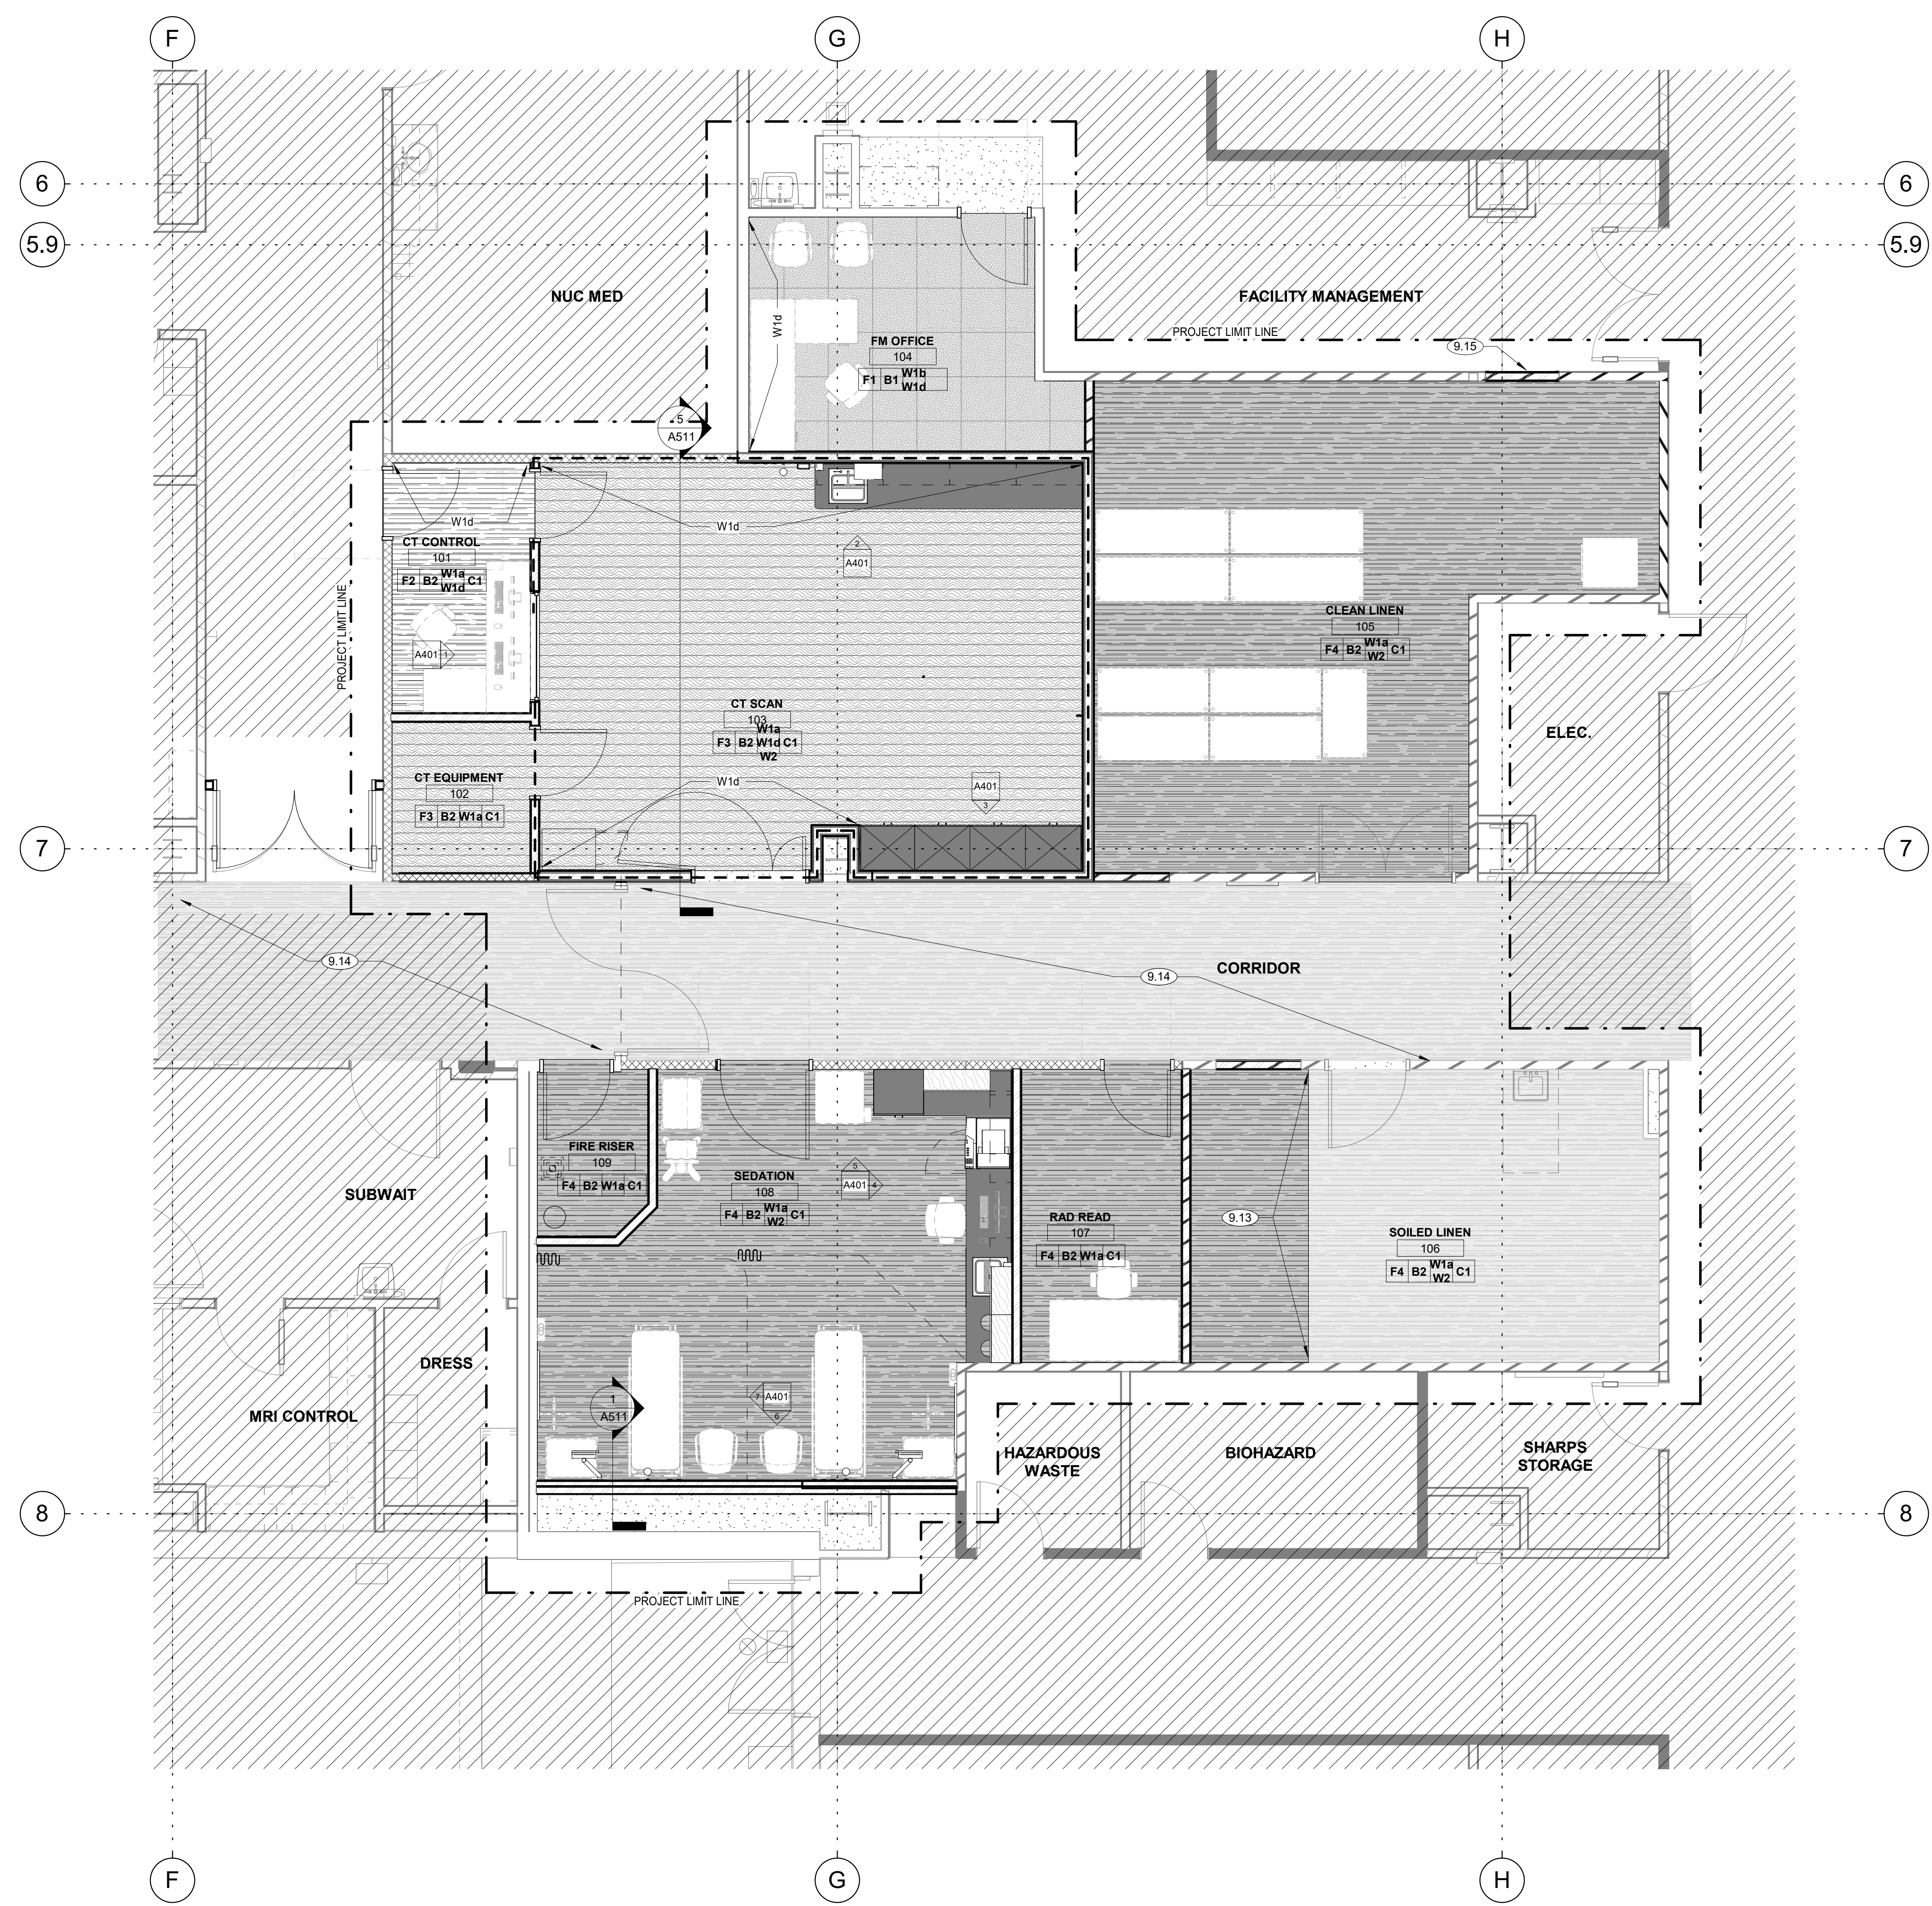 F
G
H
6
6
5.9
5.9
NUC MED
FACILITY MANAGEMENT
PROJECT LIMIT LINE
W1d
FM OFFICE
104
F1 B1 W1b
W1d
9.15
5
A511
W1d
W1d
CT CONTROL
101
F2 B2 W1a C1
W1d
2
A401
PROJECT LIMIT LINE
A401 1
CLEAN LINEN
105
F4 B2 W1a C1
W2
CT SCAN
103
W1a
F3 B2 W1d C1
W2
ELEC.
CT EQUIPMENT
102
F3 B2 W1a C1
W1d
A401
3
7
7
9.14
9.14
CORRIDOR
FIRE RISER
109
F4 B2 W1a C1
SEDATION
108
F4 B2 W1a C1
W2
5
A401 4
SUBWAIT
RAD READ
107
F4 B2 W1a C1
9.13
SOILED LINEN
106
F4 B2 W1a C1
W2
DRESS
MRI CONTROL
1
A511
7 A401
6
HAZARDOUS
WASTE
BIOHAZARD
SHARPS
STORAGE
8
8
PROJECT LIMIT LINE
F
G
H